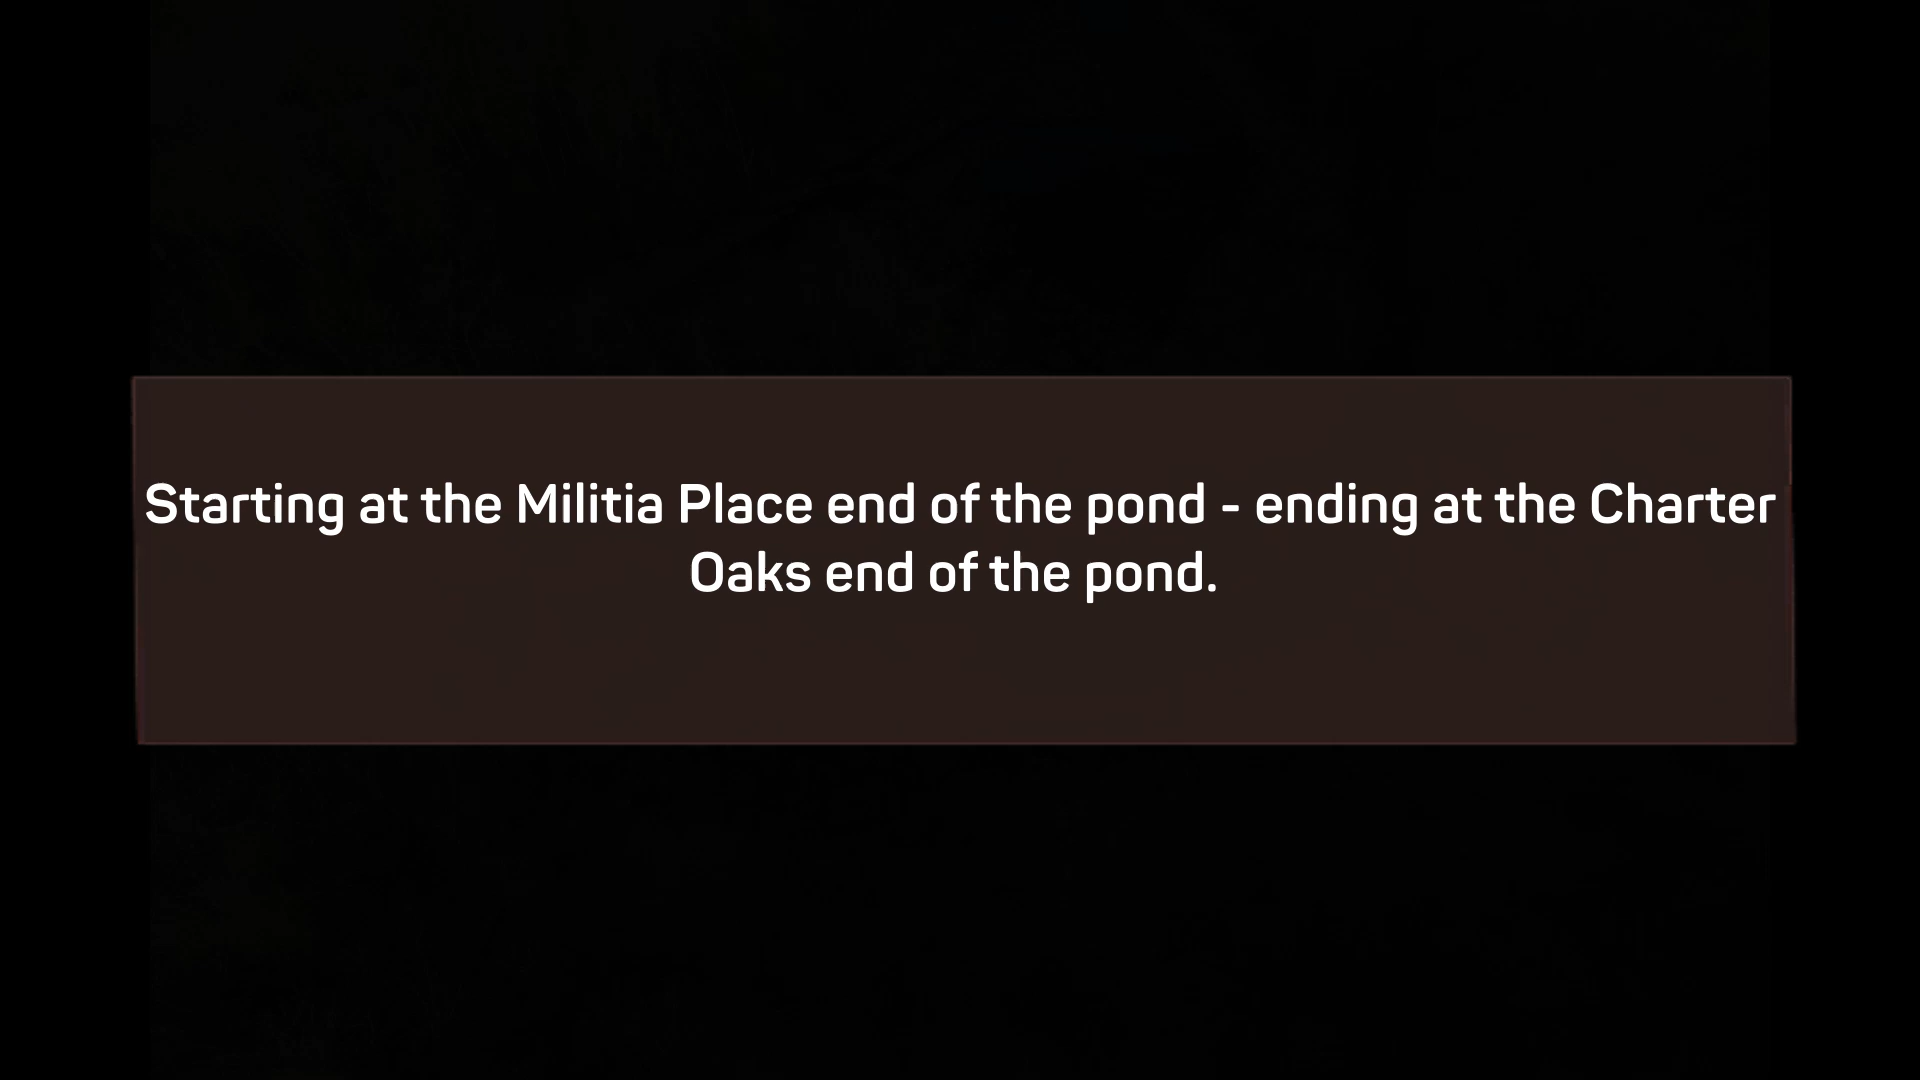 Starting at the Militia Place end of the pond - ending at the Charter
Oaks end of the pond.